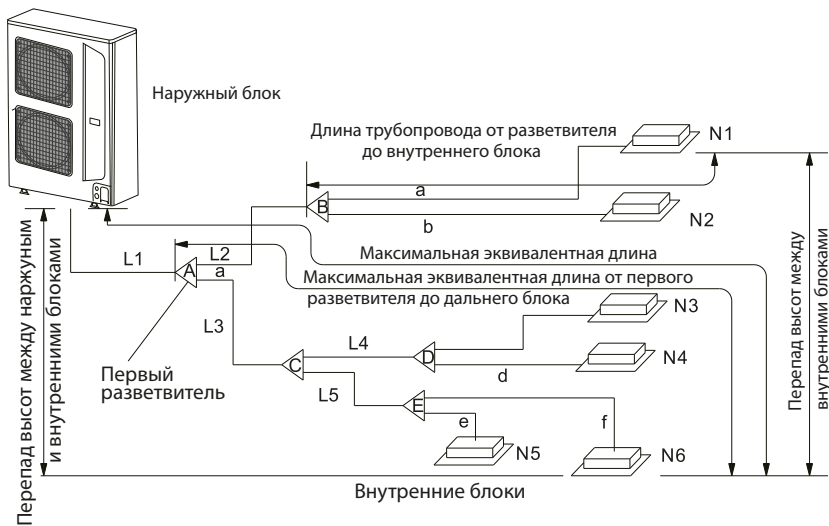 Наружный блок
Длина трубопровода от разветвителя
до внутреннего блока
N1
a
B
b
N2
L1
L2
A
a
Максимальная эквивалентная длина
Максимальная эквивалентная длина от первого
разветвителя до дальнего блока
N3
L3
L4
D
C
d
N4
Первый
разветвитель
L5
E
e
f
N5
N6
Внутренние блоки
Перепад высот между наржуным
и внутренними блоками
Перепад высот между
внутренними блоками